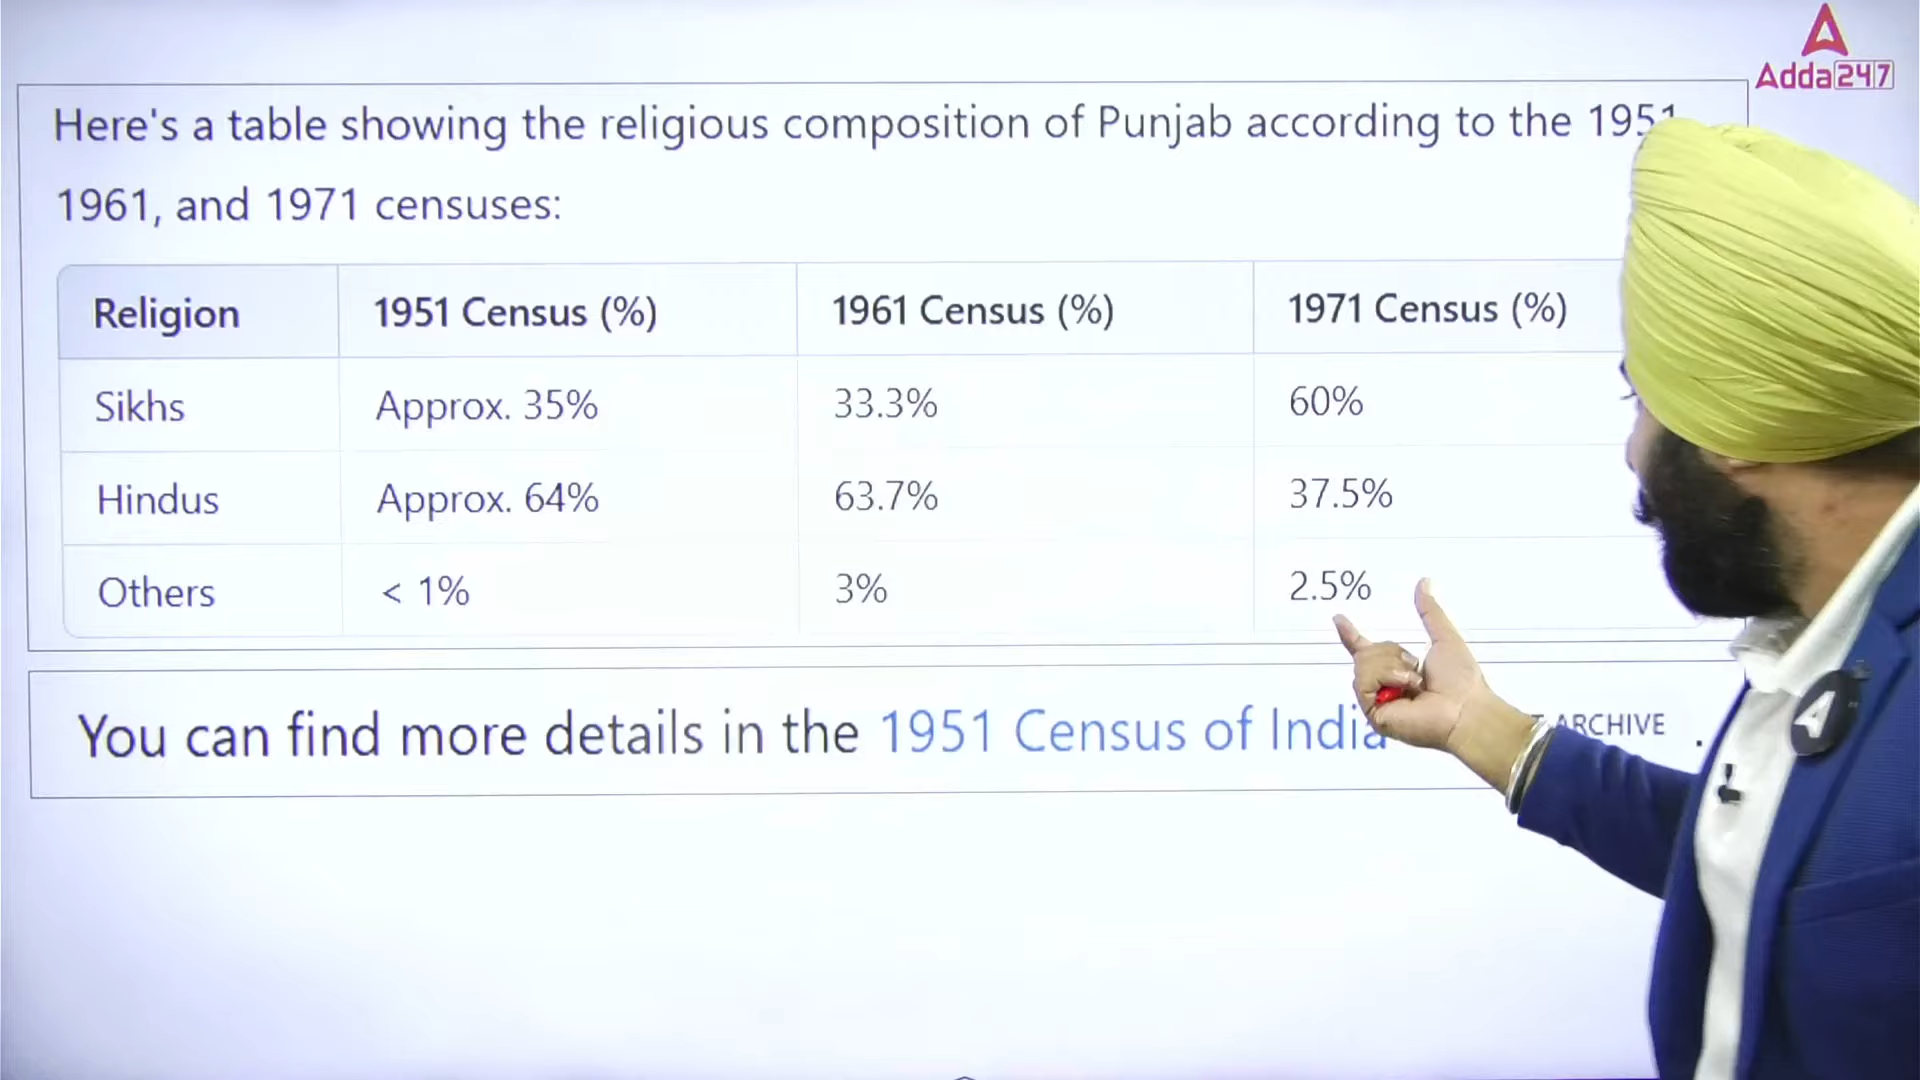 Adda247
Here's a table showing the religious composition of Punjab according to the 1951
1961, and 1971 censuses:
Religion 1951 Census (%) 1961 Census (%) 1971 Census (%)
Sikhs Approx. 35% 33.3% 60%
Hindus Approx. 64% 63.7% 37.5%
Others < 1% 3% 2.5%
You can find more details in the 1951 Census of India ARCHIVE .